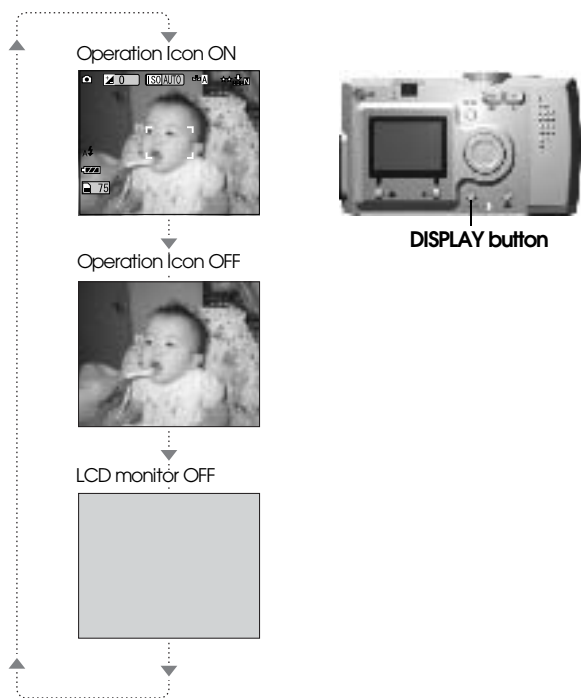 Operation Icon ON
0 ISO AUTO A N
A
75
DISPLAY button
Operation Icon OFF
LCD monitor OFF